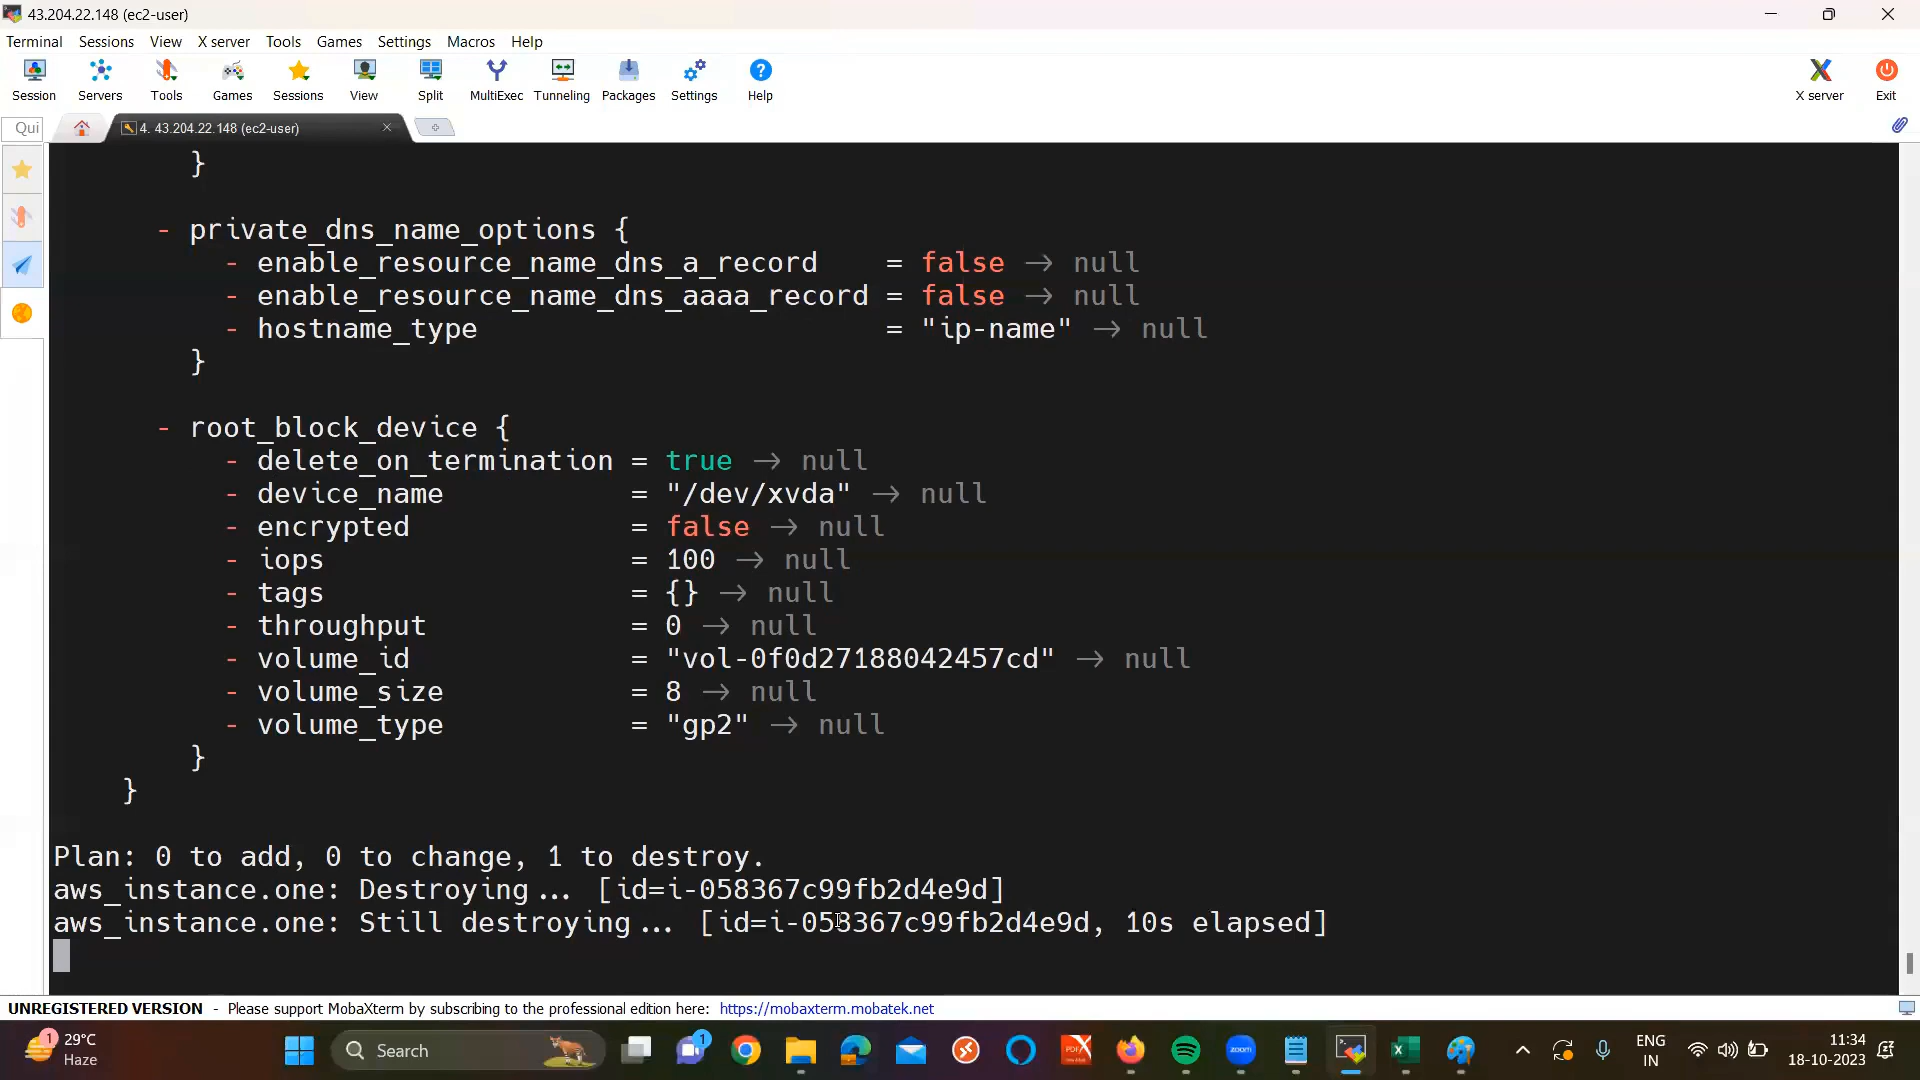 43.204.22.148 (ec2-user)
Terminal Sessions View X server Tools Games Settings Macros Help
Session Servers Tools Games Sessions View Split MultiExec Tunneling Packages Settings Help X server Exit
Qui 4. 43.204.22.148 (ec2-user)
}
- private_dns_name_options {
- enable_resource_name_dns_a_record = false → null
- enable_resource_name_dns_aaaa_record = false → null
- hostname_type = "ip-name" → null
}
- root_block_device {
- delete_on_termination = true → null
- device_name = "/dev/xvda" → null
- encrypted = false → null
- iops = 100 → null
- tags = {} → null
- throughput = 0 → null
- volume_id = "vol-0f0d27188042457cd" → null
- volume_size = 8 → null
- volume_type = "gp2" → null
}
}
Plan: 0 to add, 0 to change, 1 to destroy.
aws_instance.one: Destroying... [id=i-058367c99fb2d4e9d]
aws_instance.one: Still destroying... [id=i-058367c99fb2d4e9d, 10s elapsed]
UNREGISTERED VERSION - Please support MobaXterm by subscribing to the professional edition here: https://mobaxterm.mobatek.net
1 29°C
Haze
Search
1
zoom
ENG
IN
11:34
18-10-2023